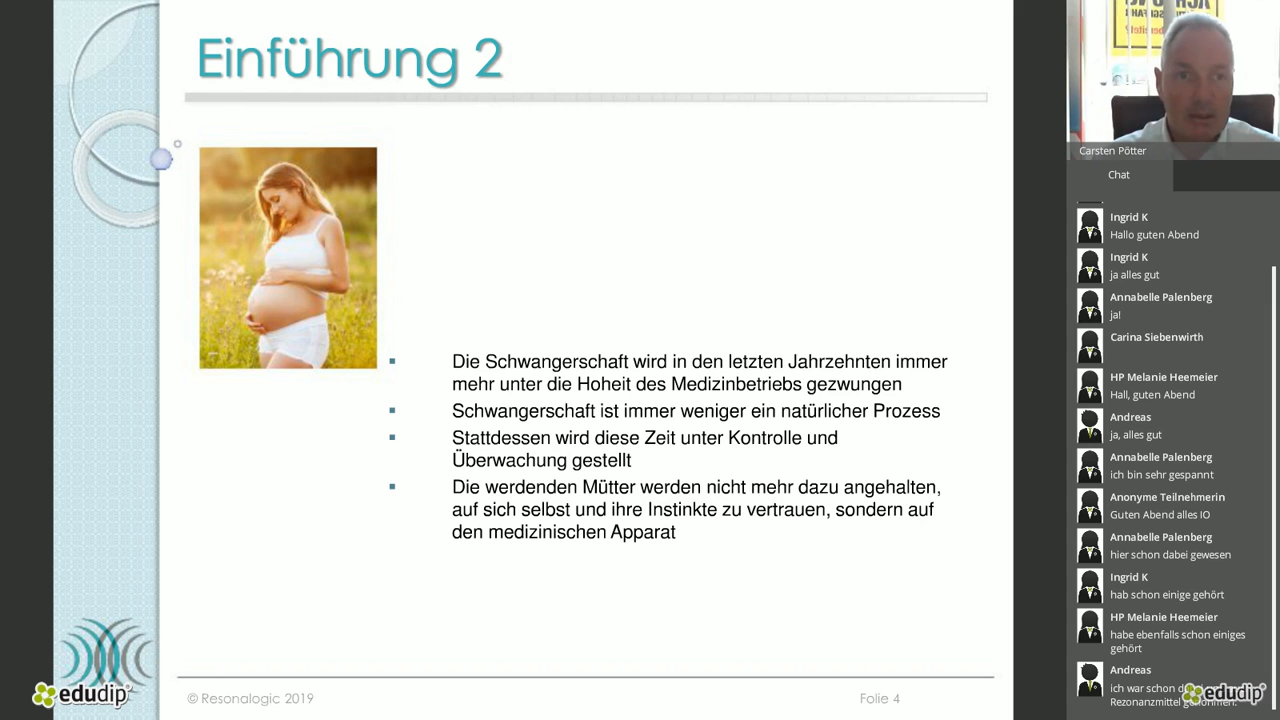 Einführung 2
Die Schwangerschaft wird in den letzten Jahrzehnten immer
mehr unter die Hoheit des Medizinbetriebs gezwungen
Schwangerschaft ist immer weniger ein natürlicher Prozess
Stattdessen wird diese Zeit unter Kontrolle und
Überwachung gestellt
Die werdenden Mütter werden nicht mehr dazu angehalten,
auf sich selbst und ihre Instinkte zu vertrauen, sondern auf
den medizinischen Apparat
© Resonalogic 2019
Folie 4
edudip
Carsten Pötter
Chat
Ingrid K
Hallo guten Abend
Ingrid K
ja alles gut
Annabelle Palenberg
ja!
Carina Siebenwirth
HP Melanie Heemeier
Hall, guten Abend
Andreas
ja, alles gut
Annabelle Palenberg
ich bin sehr gespannt
Anonyme Teilnehmerin
Guten Abend alles IO
Annabelle Palenberg
hier schon dabei gewesen
Ingrid K
hab schon einige gehört
HP Melanie Heemeier
habe ebenfalls schon einiges
gehört
Andreas
ich war schon
Rezonanzmittel
edudip